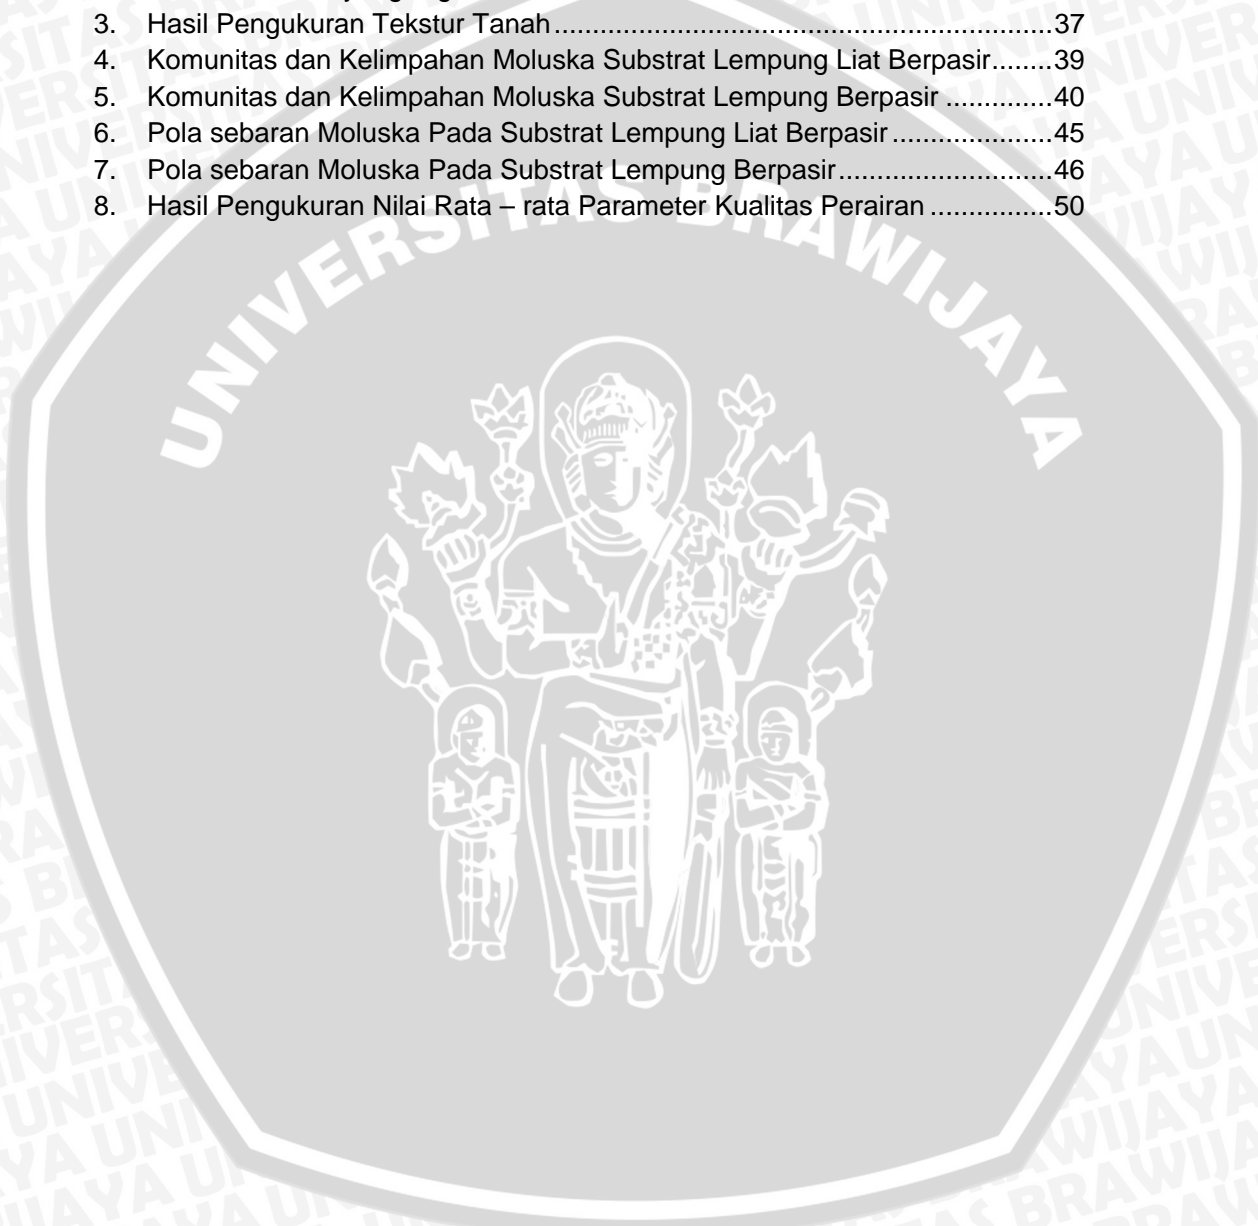 3. Hasil Pengukuran Tekstur Tanah.................................................................37
4. Komunitas dan Kelimpahan Moluska Substrat Lempung Liat Berpasir........39
5. Komunitas dan Kelimpahan Moluska Substrat Lempung Berpasir ..............40
6. Pola sebaran Moluska Pada Substrat Lempung Liat Berpasir.....................45
7. Pola sebaran Moluska Pada Substrat Lempung Berpasir............................46
8. Hasil Pengukuran Nilai Rata – rata Parameter Kualitas Perairan ................50
UNIVERSITAS BRAWIJAYA